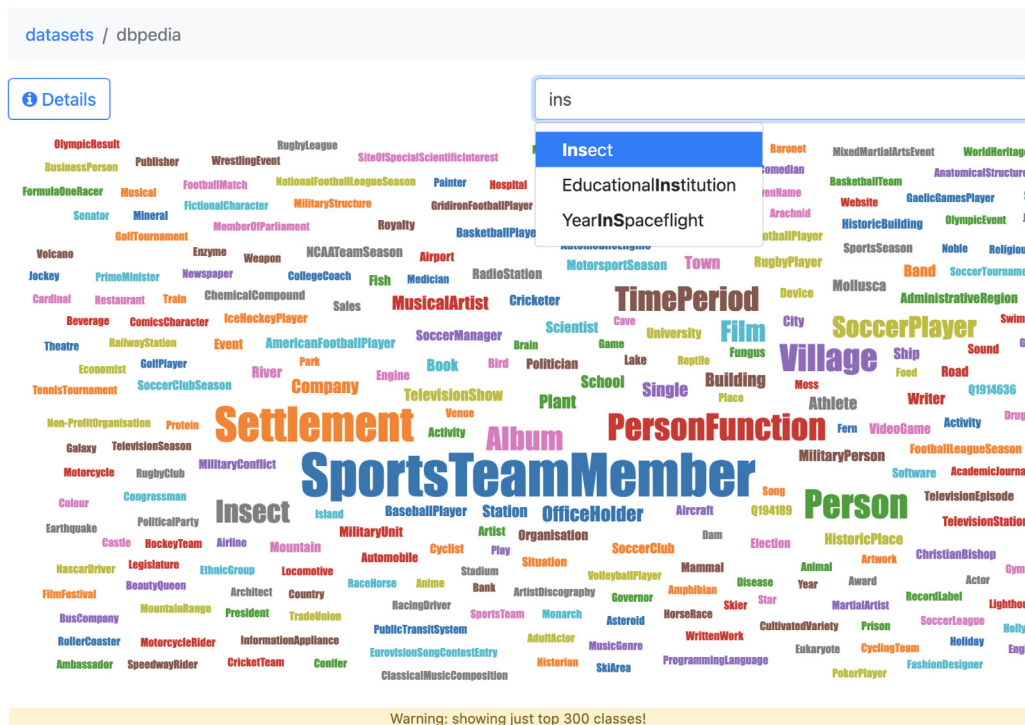 datasets / dbpedia
Details
ins
Insect
EducationalInstitution
YearInSpaceflight
OlympicResult
RugbyLeague
BusinessPerson
Publisher
WrestlingEvent
SiteOfSpecialScientificInterest
Baronet
MixedMartialArtsEvent
FormulaOneRacer
Musical
FootballMatch
NationalFootballLeagueSeason
Painter
Hospital
BasketballTeam
Senator
Mineral
FictionalCharacter
MilitaryStructure
GridironFootballPlayer
Arachnid
Website
GaelicGamesPlayer
GolfTournament
MemberOfParliament
Royalty
HistoricBuilding
OlympicEvent
Volcano
Enzyme
Weapon
NCAATeamSeason
Airport
SportsSeason
Noble
Jockey
PrimeMinister
Newspaper
CollegeCoach
Fish
Medician
RadioStation
MotorsportSeason
Town
RugbyPlayer
Band
Cardinal
Restaurant
Train
ChemicalCompound
Sales
MusicalArtist
Cricketer
TimePeriod
Device
Mollusca
AdministrativeRegion
Beverage
ComicsCharacter
IceHockeyPlayer
SoccerManager
Scientist
Cave
University
Film
City
SoccerPlayer
Theatre
RailwayStation
Event
AmericanFootballPlayer
Brain
Game
Fungus
Village
Ship
Sound
Economist
GolfPlayer
River
Park
Engine
Book
Bird
Politician
Lake
Reptile
Food
Road
TennisTournament
SoccerClubSeason
Company
TelevisionShow
School
Single
Building
Moss
Q1914636
Plant
Place
Athlete
Writer
Non-ProfitOrganisation
Protein
Settlement
Venue
Activity
Album
PersonFunction
Fern
VideoGame
Activity
Galaxy
TelevisionSeason
MilitaryPerson
FootballLeagueSeason
Motorcycle
RugbyClub
MilitaryConflict
SportsTeamMember
Software
Colour
Congressman
Insect
Island
BaseballPlayer
Station
OfficeHolder
Song
Aircraft
Q194189
Person
TelevisionEpisode
Earthquake
PoliticalParty
MilitaryUnit
Artist
Organisation
Dam
HistoricPlace
Castle
HockeyTeam
Airline
Mountain
Cyclist
Play
SoccerClub
Election
ChristianBishop
NascarDriver
Legislature
EthnicGroup
Locomotive
Automobile
Stadium
Situation
VolleyballPlayer
Mammal
Animal
Artwork
FilmFestival
BeautyQueen
Architect
Country
RaceHorse
Anime
Bank
ArtistDiscography
Governor
Amphibian
Disease
Year
Award
Actor
BusCompany
MountainRange
President
TradeUnion
RacingDriver
SportsTeam
Monarch
Asteroid
HorseRace
Skier
Star
MartialArtist
RecordLabel
RollerCoaster
MotorcycleRider
InformationAppliance
PublicTransitSystem
AdultActor
MusicGenre
WrittenWork
CultivatedVariety
Prison
SoccerLeague
Ambassador
SpeedwayRider
CricketTeam
Conifer
EurovisionSongContestEntry
Historian
SkiArea
ProgrammingLanguage
Eukaryote
CyclingTeam
Holiday
ClassicalMusicComposition
PokerPlayer
FashionDesigner
Warning: showing just top 300 classes!